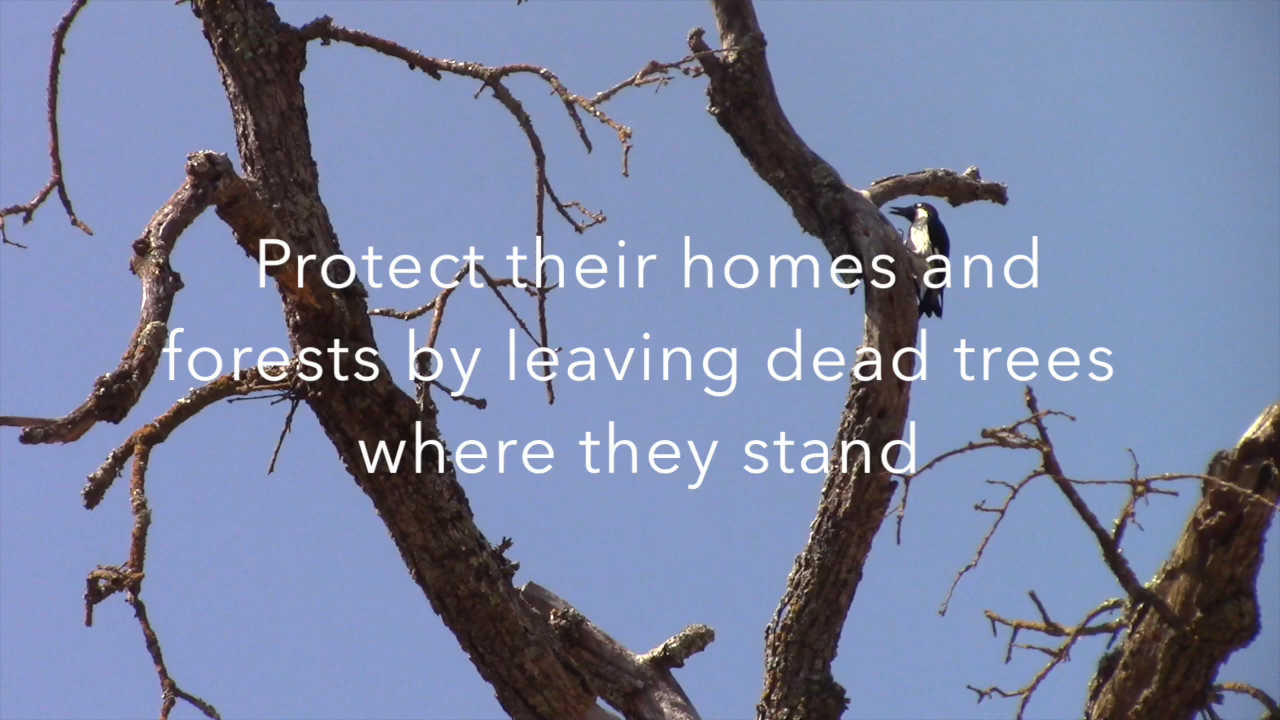 Protect their homes and
forests by leaving dead trees
where they stand